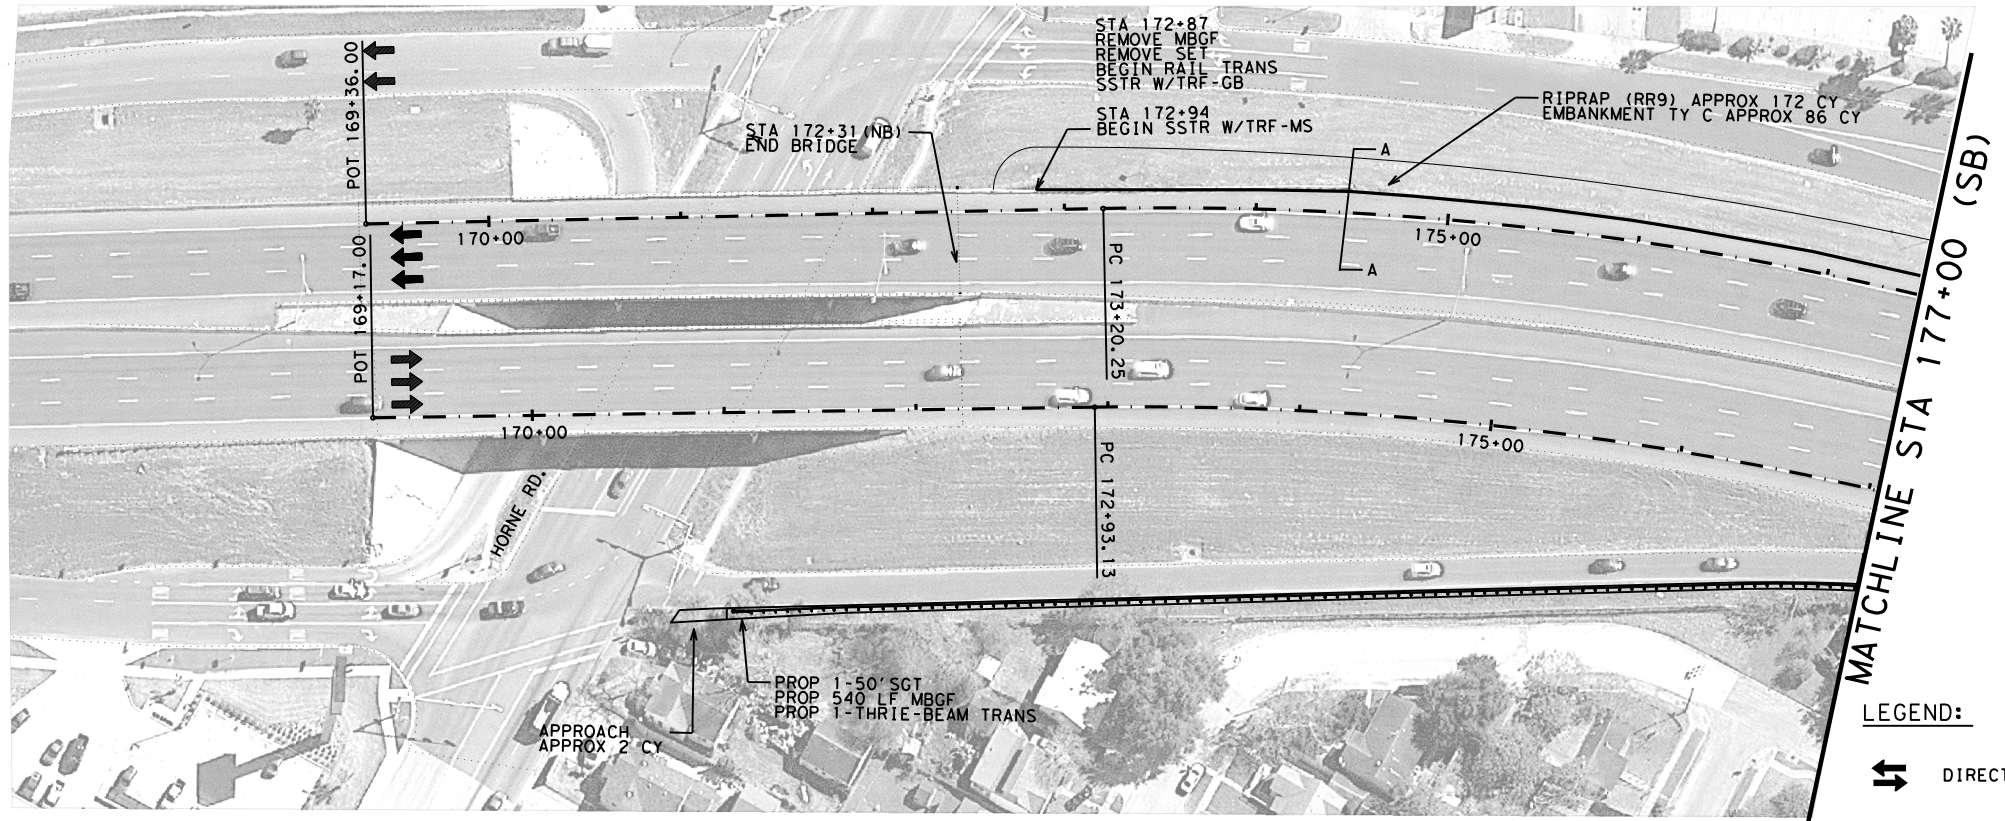 STA 172+87
REMOVE MBGF
REMOVE SET
BEGIN RAIL TRANS
SSTR W/TRF-GB
STA 172+94
BEGIN SSTR W/TRF-MS
RIPRAP (RR9) APPROX 172 CY
EMBANKMENT TY C APPROX 86 CY
STA 172+31(NB)
END BRIDGE
POT 169+36.00
A
A
170+00
175+00
POT 169+17.00
PC 173+20.25
170+00
175+00
PC 172+93.13
HORNE RD.
MATCHLINE STA 177+00 (SB)
PROP 1-50' SGT
PROP 540 LF MBGF
PROP 1-THRIE-BEAM TRANS
APPROACH
APPROX 2 CY
LEGEND:
DIRECT